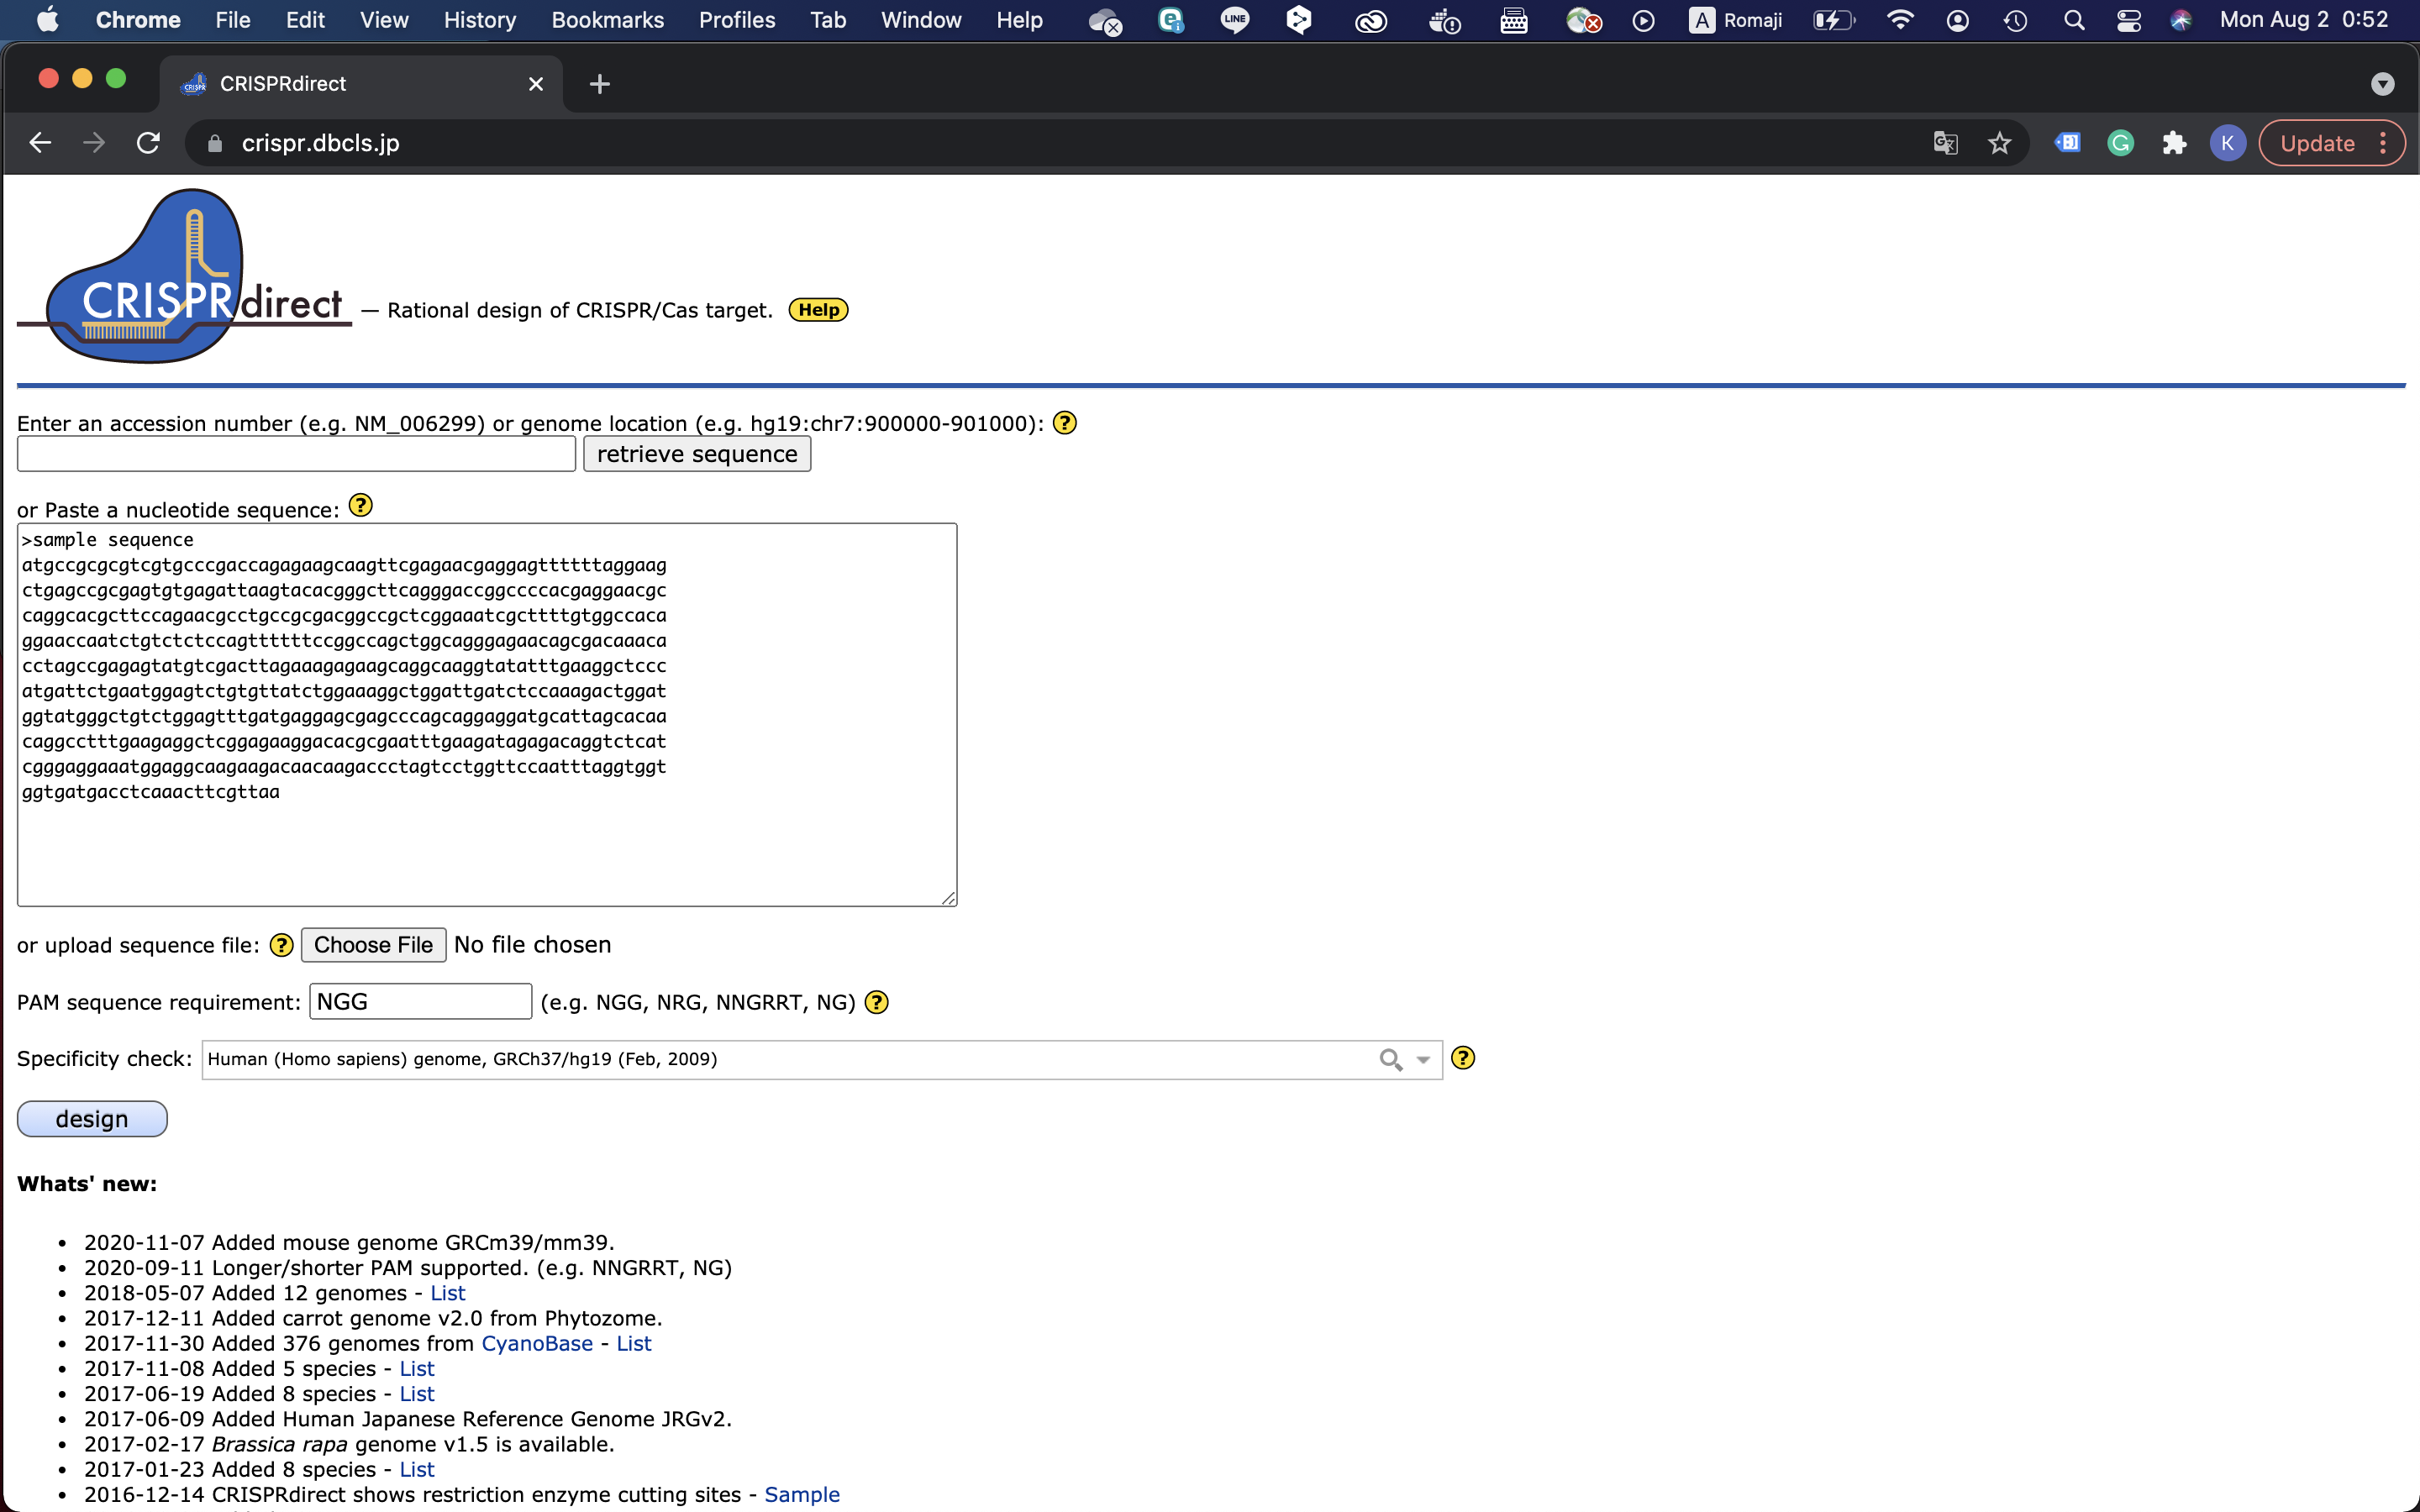 Chrome File Edit View History Bookmarks Profiles Tab Window Help LINE A Romaji Mon Aug 2 0:52
CRISPRdirect
crispr.dbcls.jp K Update
CRISPRdirect — Rational design of CRISPR/Cas target. Help
Enter an accession number (e.g. NM_006299) or genome location (e.g. hg19:chr7:900000-901000): ?
retrieve sequence
or Paste a nucleotide sequence: ?
>sample sequence
atgccgcgcgtcgtgcccgaccagagaagcaagttcgagaacgaggagttttttaggaag
ctgagccgcgagtgtgagattaagtacacgggcttcagggaccggccccacgaggaacgc
caggcacgcttccagaacgcctgccgcgacggccgctcggaaatcgcttttgtggccaca
ggaaccaatctgtctctccagttttttccggccagctggcagggagaacagcgacaaaca
cctagccgagagtatgtcgacttagaaagagaagcaggcaaggtatatttgaaggctccc
atgattctgaatggagtctgtgttatctggaaaggctggattgatctccaaagactggat
ggtatgggctgtctggagtttgatgaggagcgagcccagcaggaggatgcattagcacaa
caggcctttgaagaggctcggagaaggacacgcgaatttgaagatagagacaggtctcat
cgggaggaaatggaggcaagaagacaacaagaccctagtcctggttccaatttaggtggt
ggtgatgacctcaaacttcgttaa
or upload sequence file: ? Choose File No file chosen
PAM sequence requirement: NGG (e.g. NGG, NRG, NNGRRT, NG) ?
Specificity check: Human (Homo sapiens) genome, GRCh37/hg19 (Feb, 2009) ?
design
Whats' new:
• 2020-11-07 Added mouse genome GRCm39/mm39.
• 2020-09-11 Longer/shorter PAM supported. (e.g. NNGRRT, NG)
• 2018-05-07 Added 12 genomes - List
• 2017-12-11 Added carrot genome v2.0 from Phytozome.
• 2017-11-30 Added 376 genomes from CyanoBase - List
• 2017-11-08 Added 5 species - List
• 2017-06-19 Added 8 species - List
• 2017-06-09 Added Human Japanese Reference Genome JRGv2.
• 2017-02-17 Brassica rapa genome v1.5 is available.
• 2017-01-23 Added 8 species - List
• 2016-12-14 CRISPRdirect shows restriction enzyme cutting sites - Sample